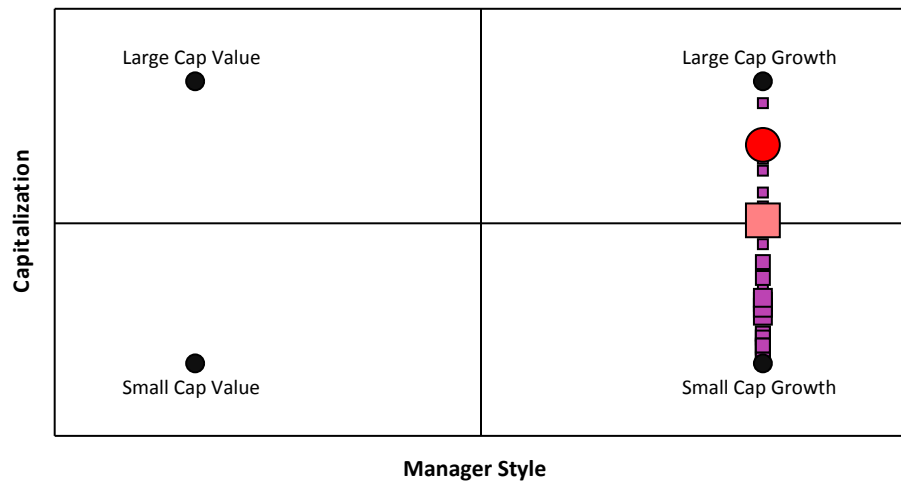 Large Cap Value
Large Cap Growth
Capitalization
Small Cap Value
Small Cap Growth
Manager Style